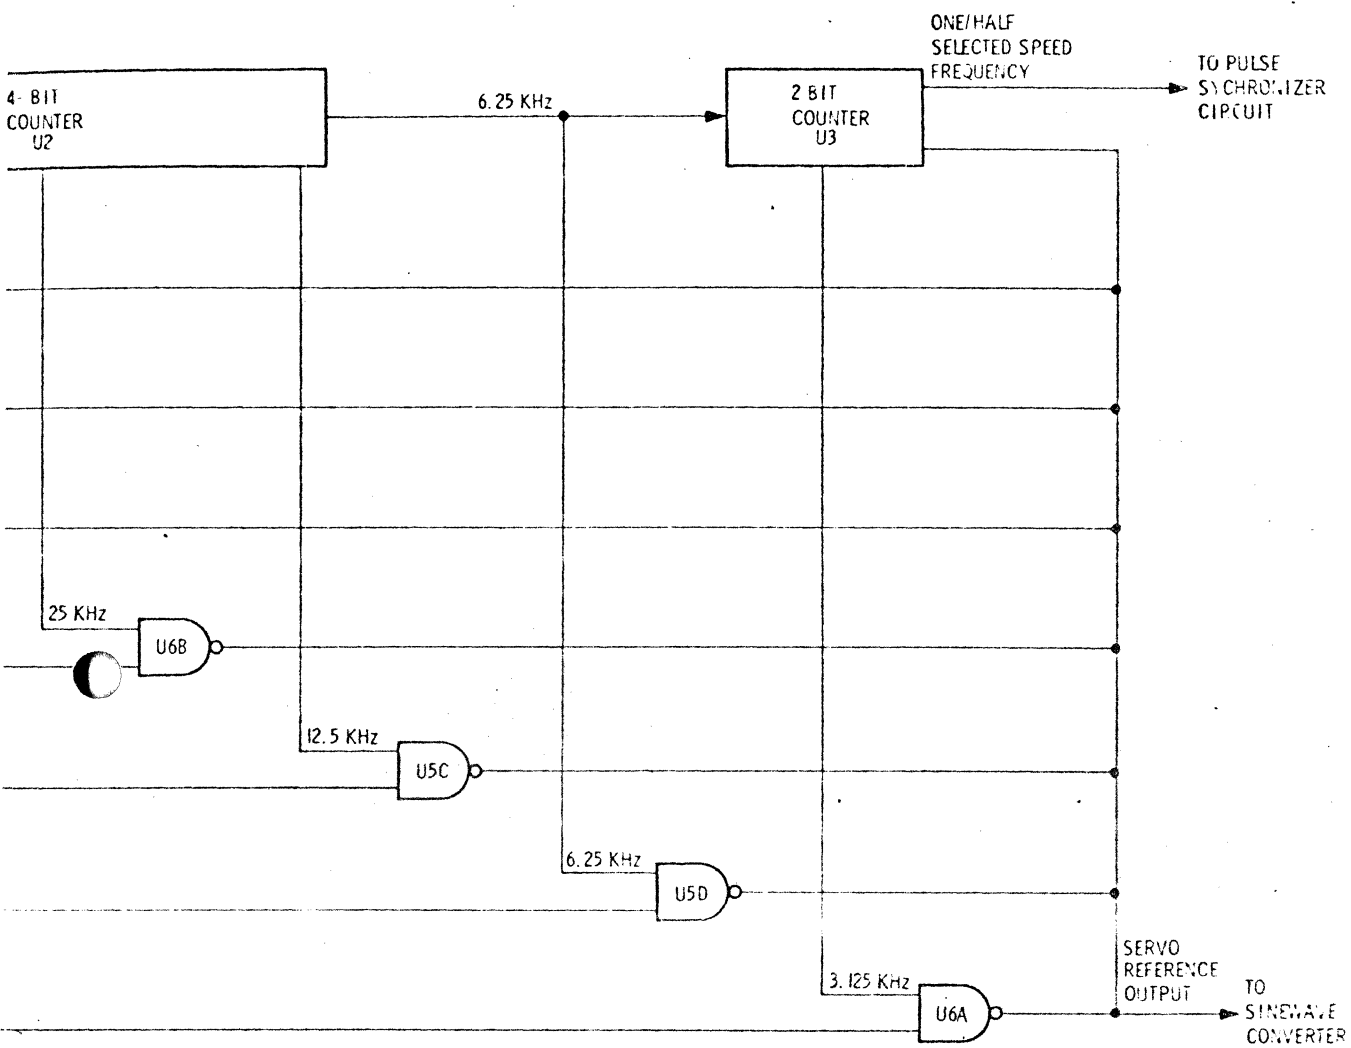 ONE/HALF
SELECTED SPEED
FREQUENCY
TO PULSE
SYCHRONIZER
CIRCUIT
4- BIT
COUNTER
U2
6.25 KHz
2 BIT
COUNTER
U3
25 KHz
U6B
12.5 KHz
U5C
6.25 KHz
U5D
3.125 KHz
U6A
SERVO
REFERENCE
OUTPUT
TO
SINEWAVE
CONVERTER